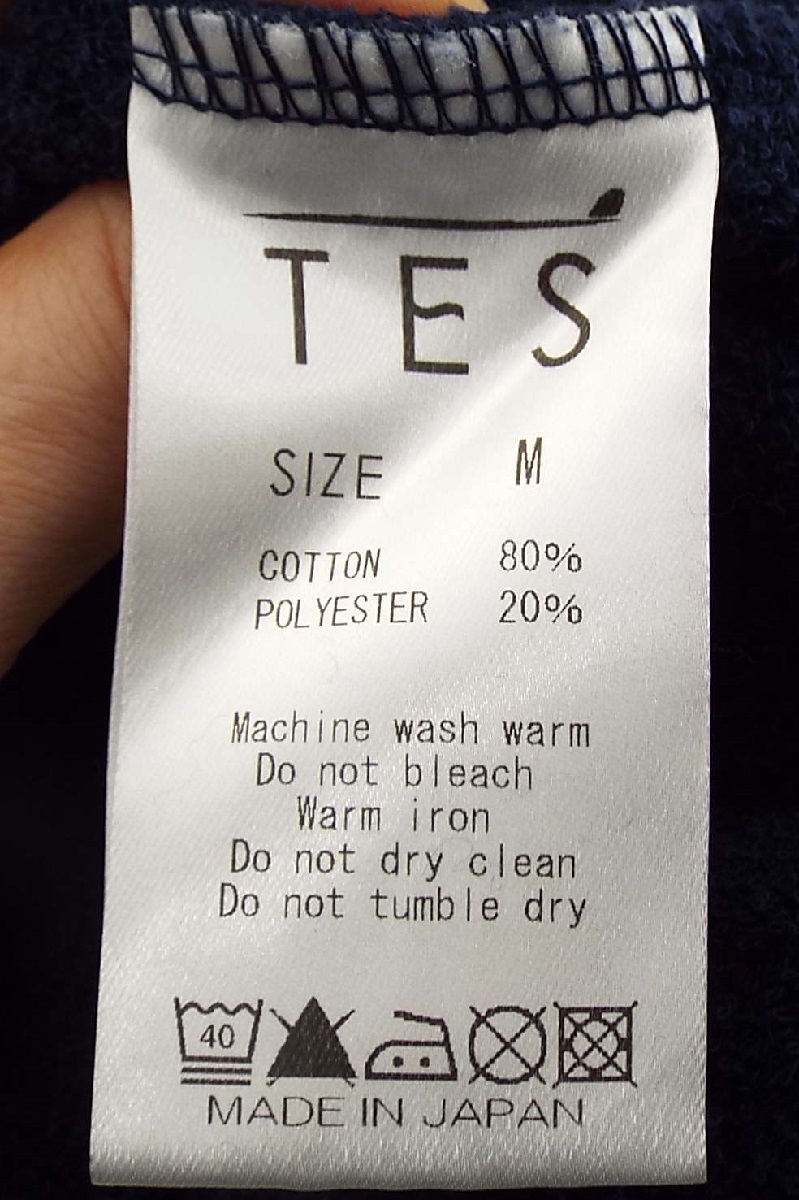 TES
SIZE M
COTTON 80%
POLYESTER 20%
Machine wash warm
Do not bleach
Warm iron
Do not dry clean
Do not tumble dry
40
MADE IN JAPAN